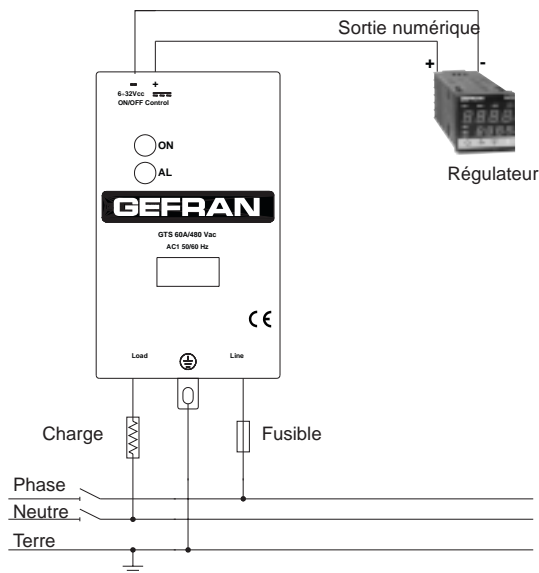 Sortie numérique
- +
+ -
6-32Vcc
ON/OFF Control
ON
AL
GEFRAN
Régulateur
GTS 60A/480 Vac
AC1 50/60 Hz
CE
Load
Line
Charge
Fusible
Phase
Neutre
Terre